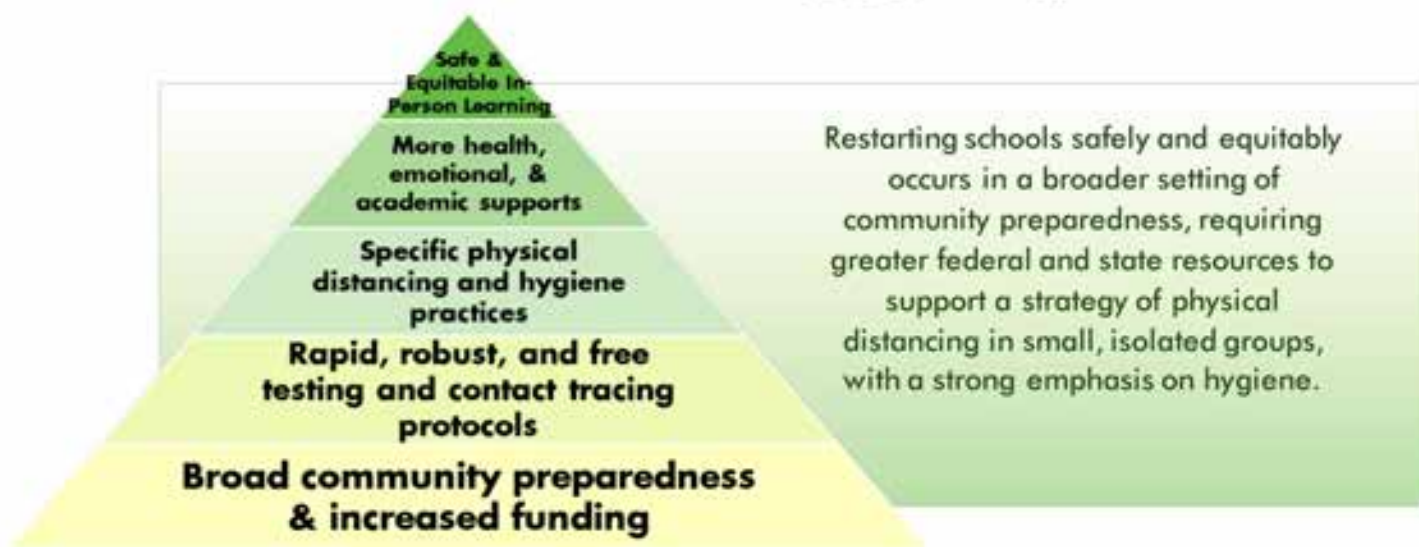 Safe &
Equitable In-
Person Learning
More health,
emotional, &
academic supports
Specific physical
distancing and hygiene
practices
Rapid, robust, and free
testing and contact tracing
protocols
Broad community preparedness
& increased funding
Restarting schools safely and equitably
occurs in a broader setting of
community preparedness, requiring
greater federal and state resources to
support a strategy of physical
distancing in small, isolated groups,
with a strong emphasis on hygiene.